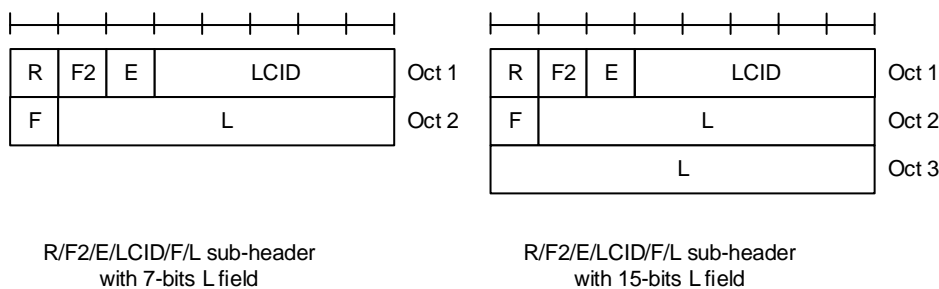 R F2 E LCID Oct 1
F L Oct 2
R/F2/E/LCID/F/L sub-header
with 7-bits L field
R F2 E LCID Oct 1
F L Oct 2
L Oct 3
R/F2/E/LCID/F/L sub-header
with 15-bits L field